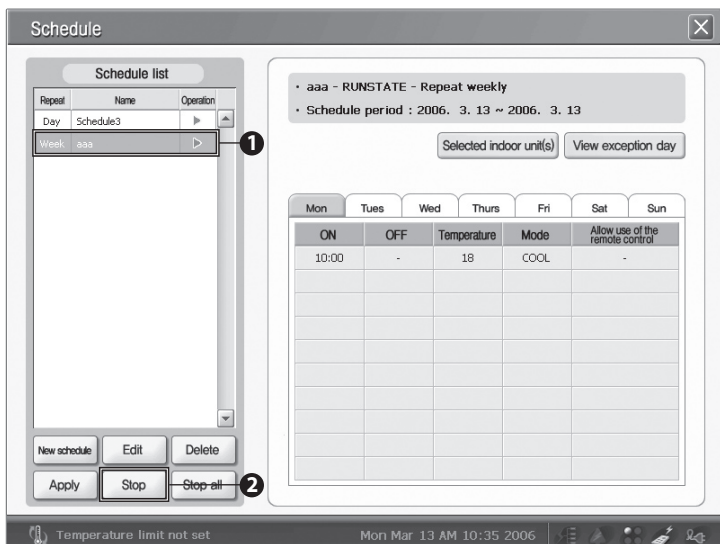 Schedule
Schedule list
Repeat Name Operation
Day Schedule3
Week aaa
1
New schedule Edit Delete
Apply Stop Stop all
2
· aaa - RUNSTATE - Repeat weekly
· Schedule period : 2006. 3. 13 ~ 2006. 3. 13
Selected indoor unit(s) View exception day
Mon Tues Wed Thurs Fri Sat Sun
ON OFF Temperature Mode Allow use of the
remote control
10:00 - 18 COOL -
Temperature limit not set Mon Mar 13 AM 10:35 2006